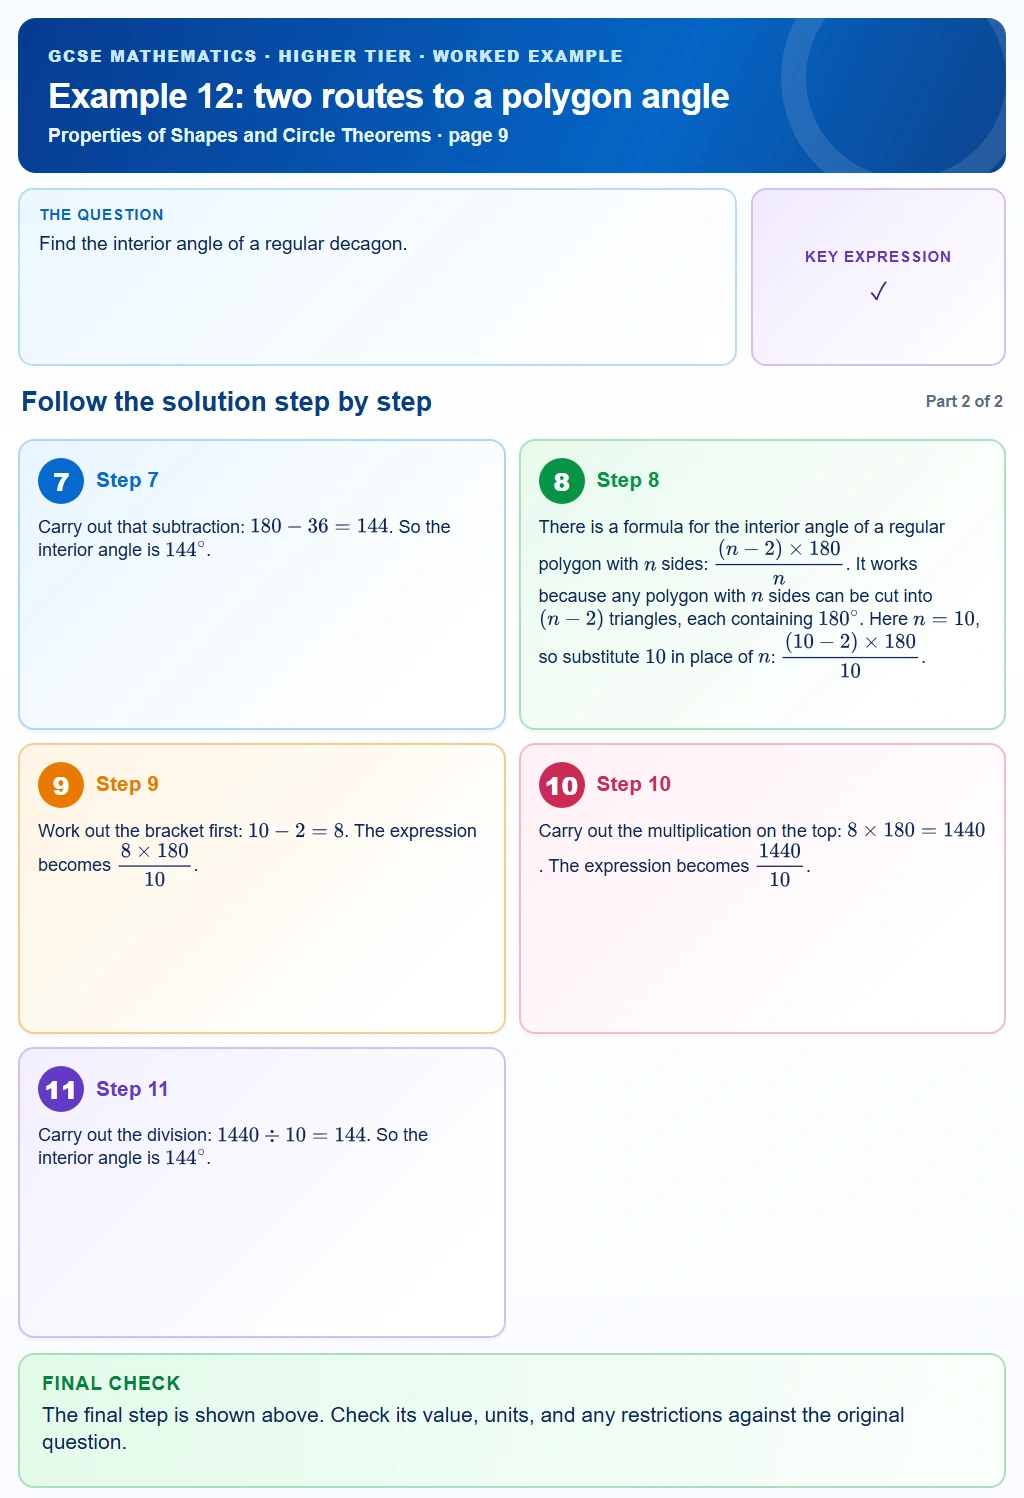 GCSE MATHEMATICS · HIGHER TIER · WORKED EXAMPLE
Example 12: two routes to a polygon angle
Properties of Shapes and Circle Theorems · page 9
THE QUESTION
Find the interior angle of a regular decagon.
KEY EXPRESSION
✓
Follow the solution step by step
Part 2 of 2
7 Step 7
Carry out that subtraction: 180 − 36 = 144. So the
interior angle is 144°.
8 Step 8
There is a formula for the interior angle of a regular
polygon with n sides: \frac{(n − 2) × 180}{n}. It works
because any polygon with n sides can be cut into
(n − 2) triangles, each containing 180°. Here n = 10,
so substitute 10 in place of n: \frac{(10 − 2) × 180}{10}.
9 Step 9
Work out the bracket first: 10 − 2 = 8. The expression
becomes \frac{8 × 180}{10}.
10 Step 10
Carry out the multiplication on the top: 8 × 180 = 1440
. The expression becomes \frac{1440}{10}.
11 Step 11
Carry out the division: 1440 ÷ 10 = 144. So the
interior angle is 144°.
FINAL CHECK
The final step is shown above. Check its value, units, and any restrictions against the original
question.